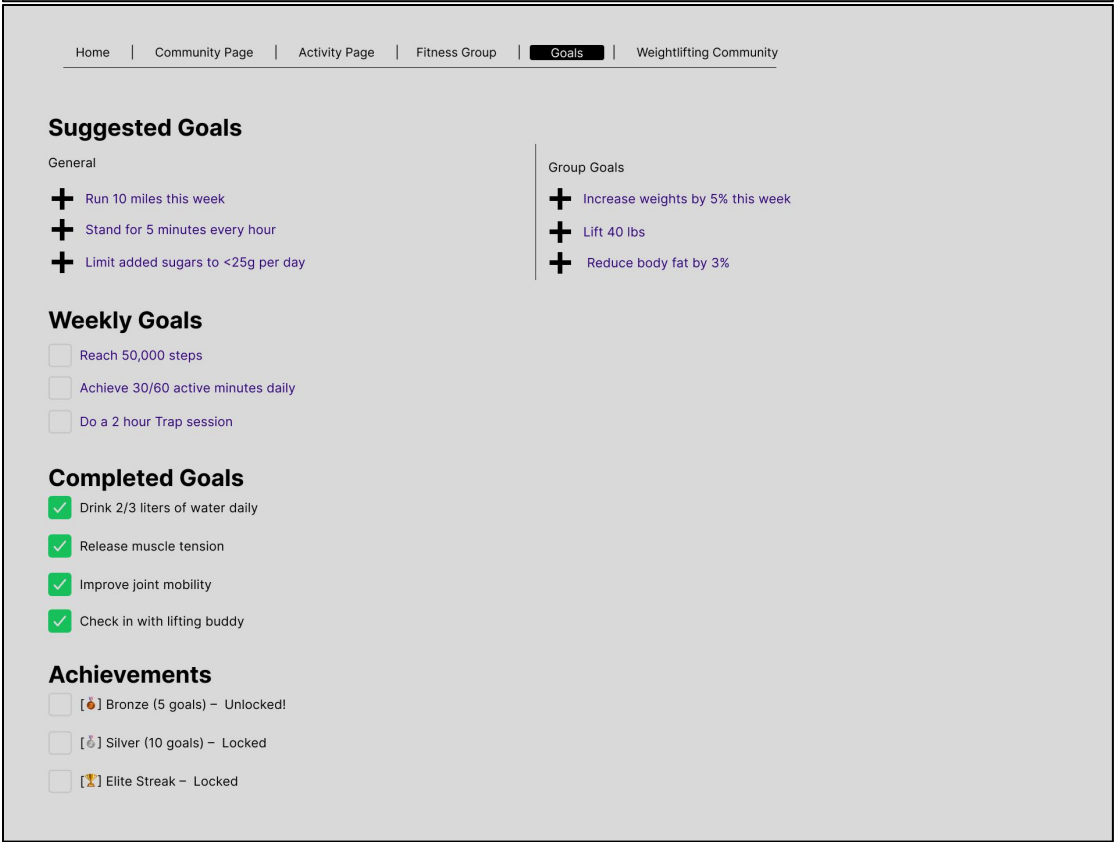 Home | Community Page | Activity Page | Fitness Group | Goals | Weightlifting Community
Suggested Goals
General
Run 10 miles this week
Stand for 5 minutes every hour
Limit added sugars to <25g per day
Group Goals
Increase weights by 5% this week
Lift 40 lbs
Reduce body fat by 3%
Weekly Goals
Reach 50,000 steps
Achieve 30/60 active minutes daily
Do a 2 hour Trap session
Completed Goals
Drink 2/3 liters of water daily
Release muscle tension
Improve joint mobility
Check in with lifting buddy
Achievements
[🏅] Bronze (5 goals) – Unlocked!
[🥈] Silver (10 goals) – Locked
[🏆] Elite Streak – Locked